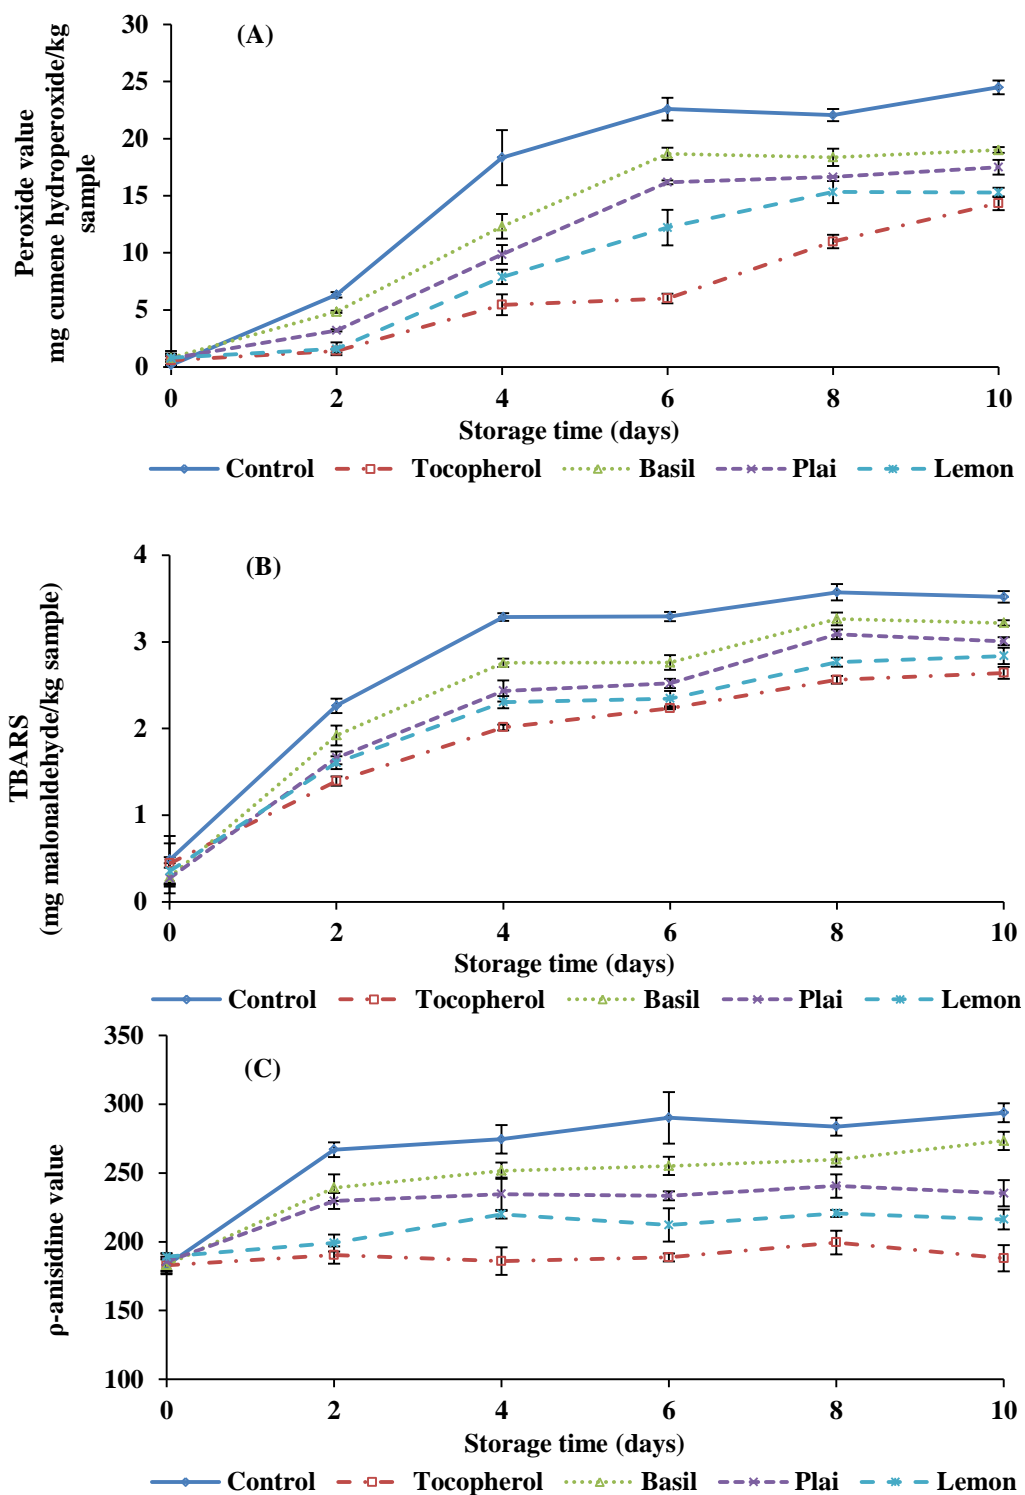 (A)
Peroxide value
mg cumene hydroperoxide/kg
sample
30
25
20
15
10
5
0
0 2 4 6 8 10
Storage time (days)
Control Tocopherol Basil Plai Lemon
(B)
TBARS
(mg malonaldehyde/kg sample)
4
3
2
1
0
0 2 4 6 8 10
Storage time (days)
Control Tocopherol Basil Plai Lemon
(C)
ρ-anisidine value
350
300
250
200
150
100
0 2 4 6 8 10
Storage time (days)
Control Tocopherol Basil Plai Lemon